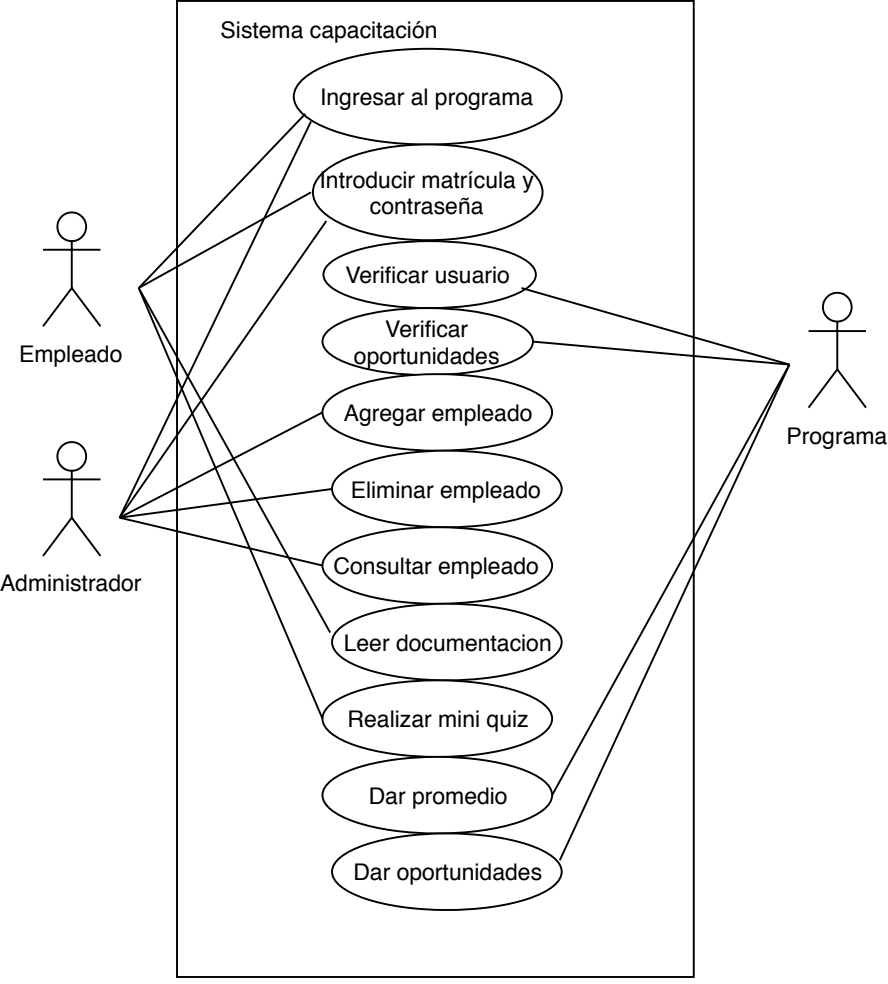 Sistema capacitación
Ingresar al programa
Introducir matrícula y
contraseña
Verificar usuario
Verificar
oportunidades
Empleado
Agregar empleado
Programa
Eliminar empleado
Consultar empleado
Administrador
Leer documentacion
Realizar mini quiz
Dar promedio
Dar oportunidades